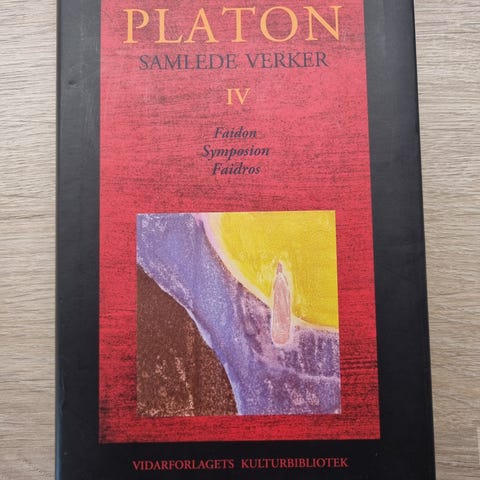 PLATON
SAMLEDE VERKER
IV
Faidon
Symposion
Faidros
VIDARFORLAGETS KULTURBIBLIOTEK